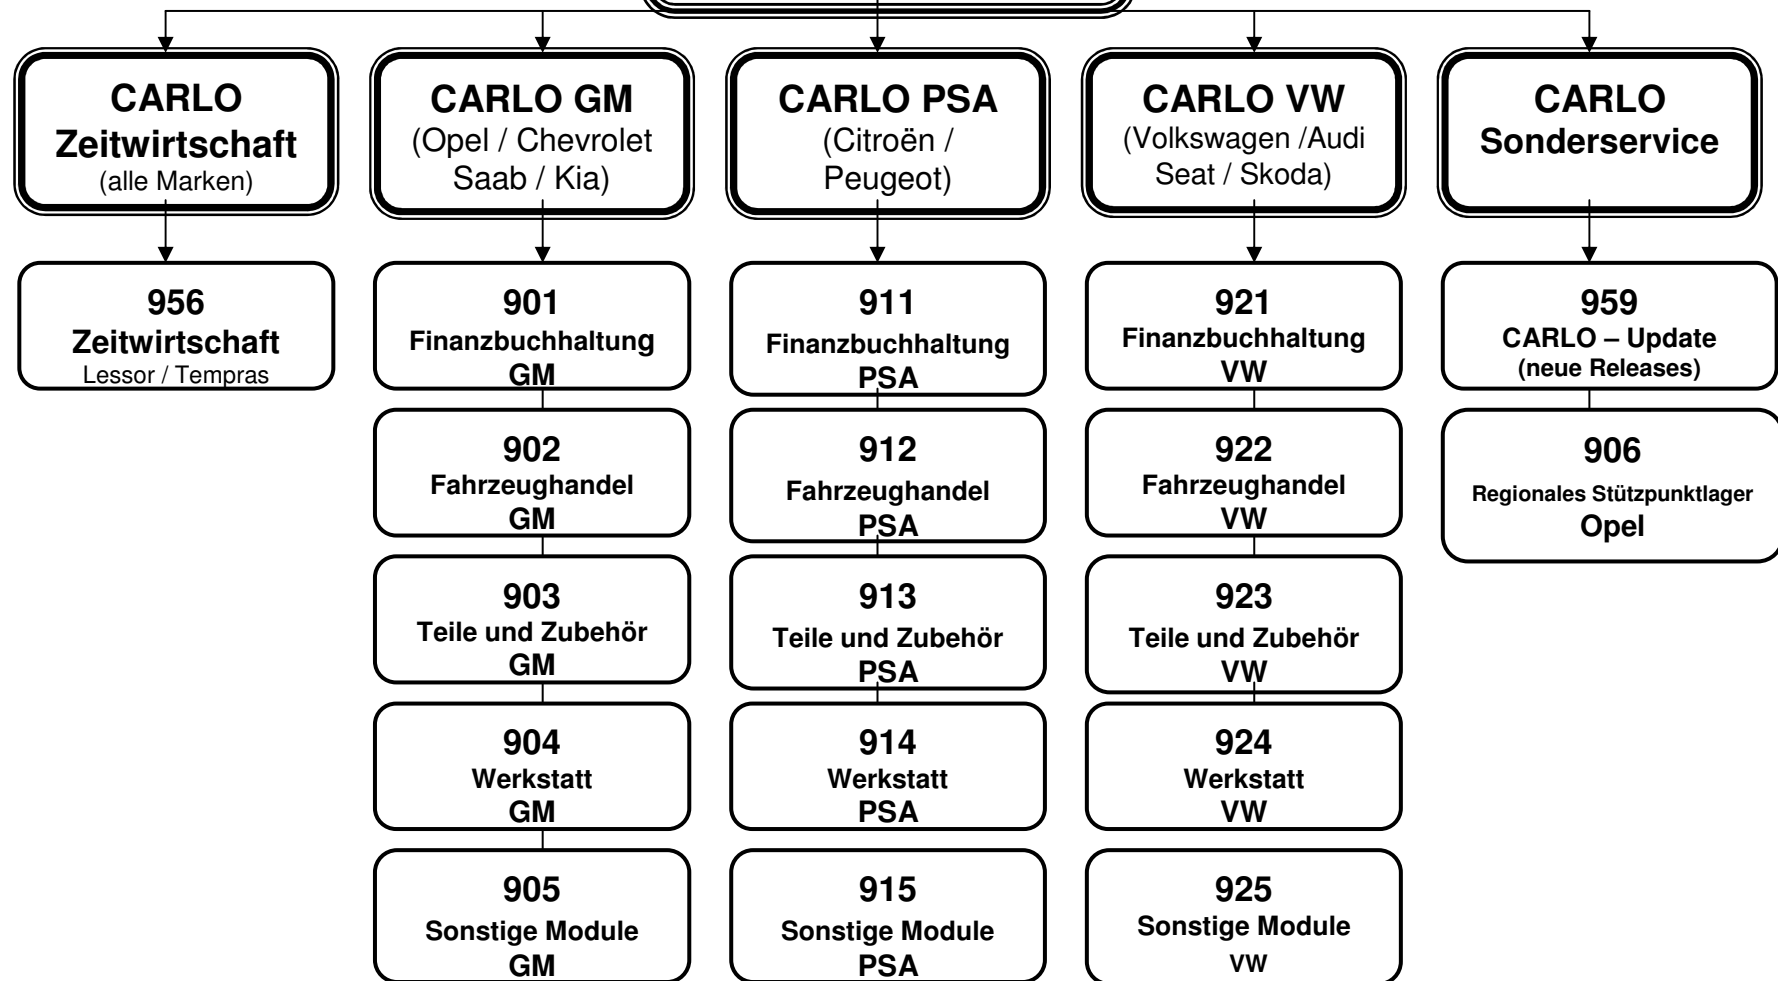 CARLO
Zeitwirtschaft
(alle Marken)
CARLO GM
(Opel / Chevrolet
Saab / Kia)
CARLO PSA
(Citroën /
Peugeot)
CARLO VW
(Volkswagen /Audi
Seat / Skoda)
CARLO
Sonderservice
956
Zeitwirtschaft
Lessor / Tempras
901
Finanzbuchhaltung
GM
911
Finanzbuchhaltung
PSA
921
Finanzbuchhaltung
VW
959
CARLO – Update
(neue Releases)
902
Fahrzeughandel
GM
912
Fahrzeughandel
PSA
922
Fahrzeughandel
VW
906
Regionales Stützpunktlager
Opel
903
Teile und Zubehör
GM
913
Teile und Zubehör
PSA
923
Teile und Zubehör
VW
904
Werkstatt
GM
914
Werkstatt
PSA
924
Werkstatt
VW
905
Sonstige Module
GM
915
Sonstige Module
PSA
925
Sonstige Module
VW